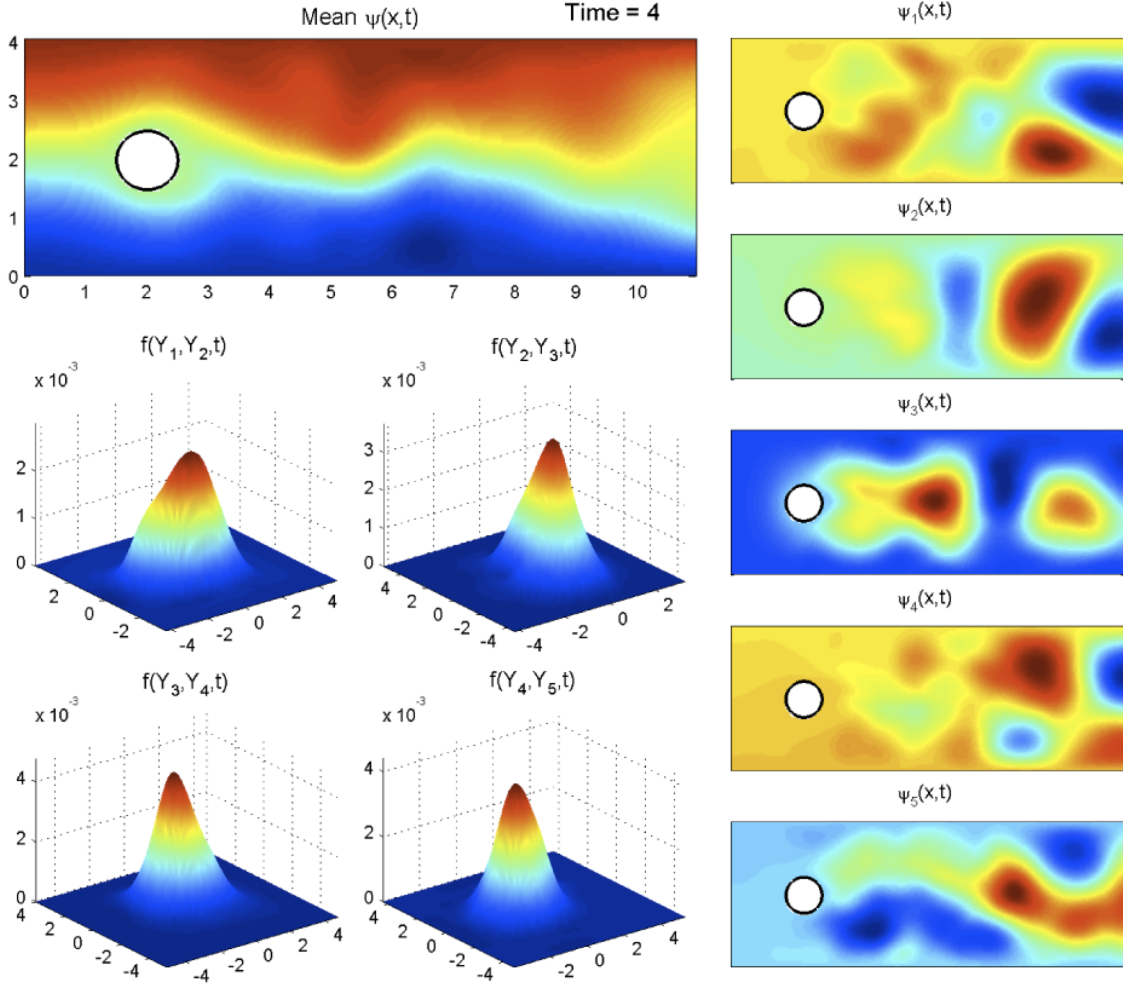 Mean ψ(x,t)
Time = 4
4
3
2
1
0
0 1 2 3 4 5 6 7 8 9 10
f(Y₁,Y₂,t)
x 10⁻³
2
1
0
2 0 -2
-4 -2 0 2 4
f(Y₂,Y₃,t)
x 10⁻³
3
2
1
0
4 2 0 -2 -4
-4 -2 0 2
f(Y₃,Y₄,t)
x 10⁻³
4
2
0
4 2 0 -2 -4
-4 -2 0 2 4
f(Y₄,Y₅,t)
x 10⁻³
4
2
0
4 2 0 -2 -4
-4 -2 0 2 4
ψ₁(x,t)
ψ₂(x,t)
ψ₃(x,t)
ψ₄(x,t)
ψ₅(x,t)